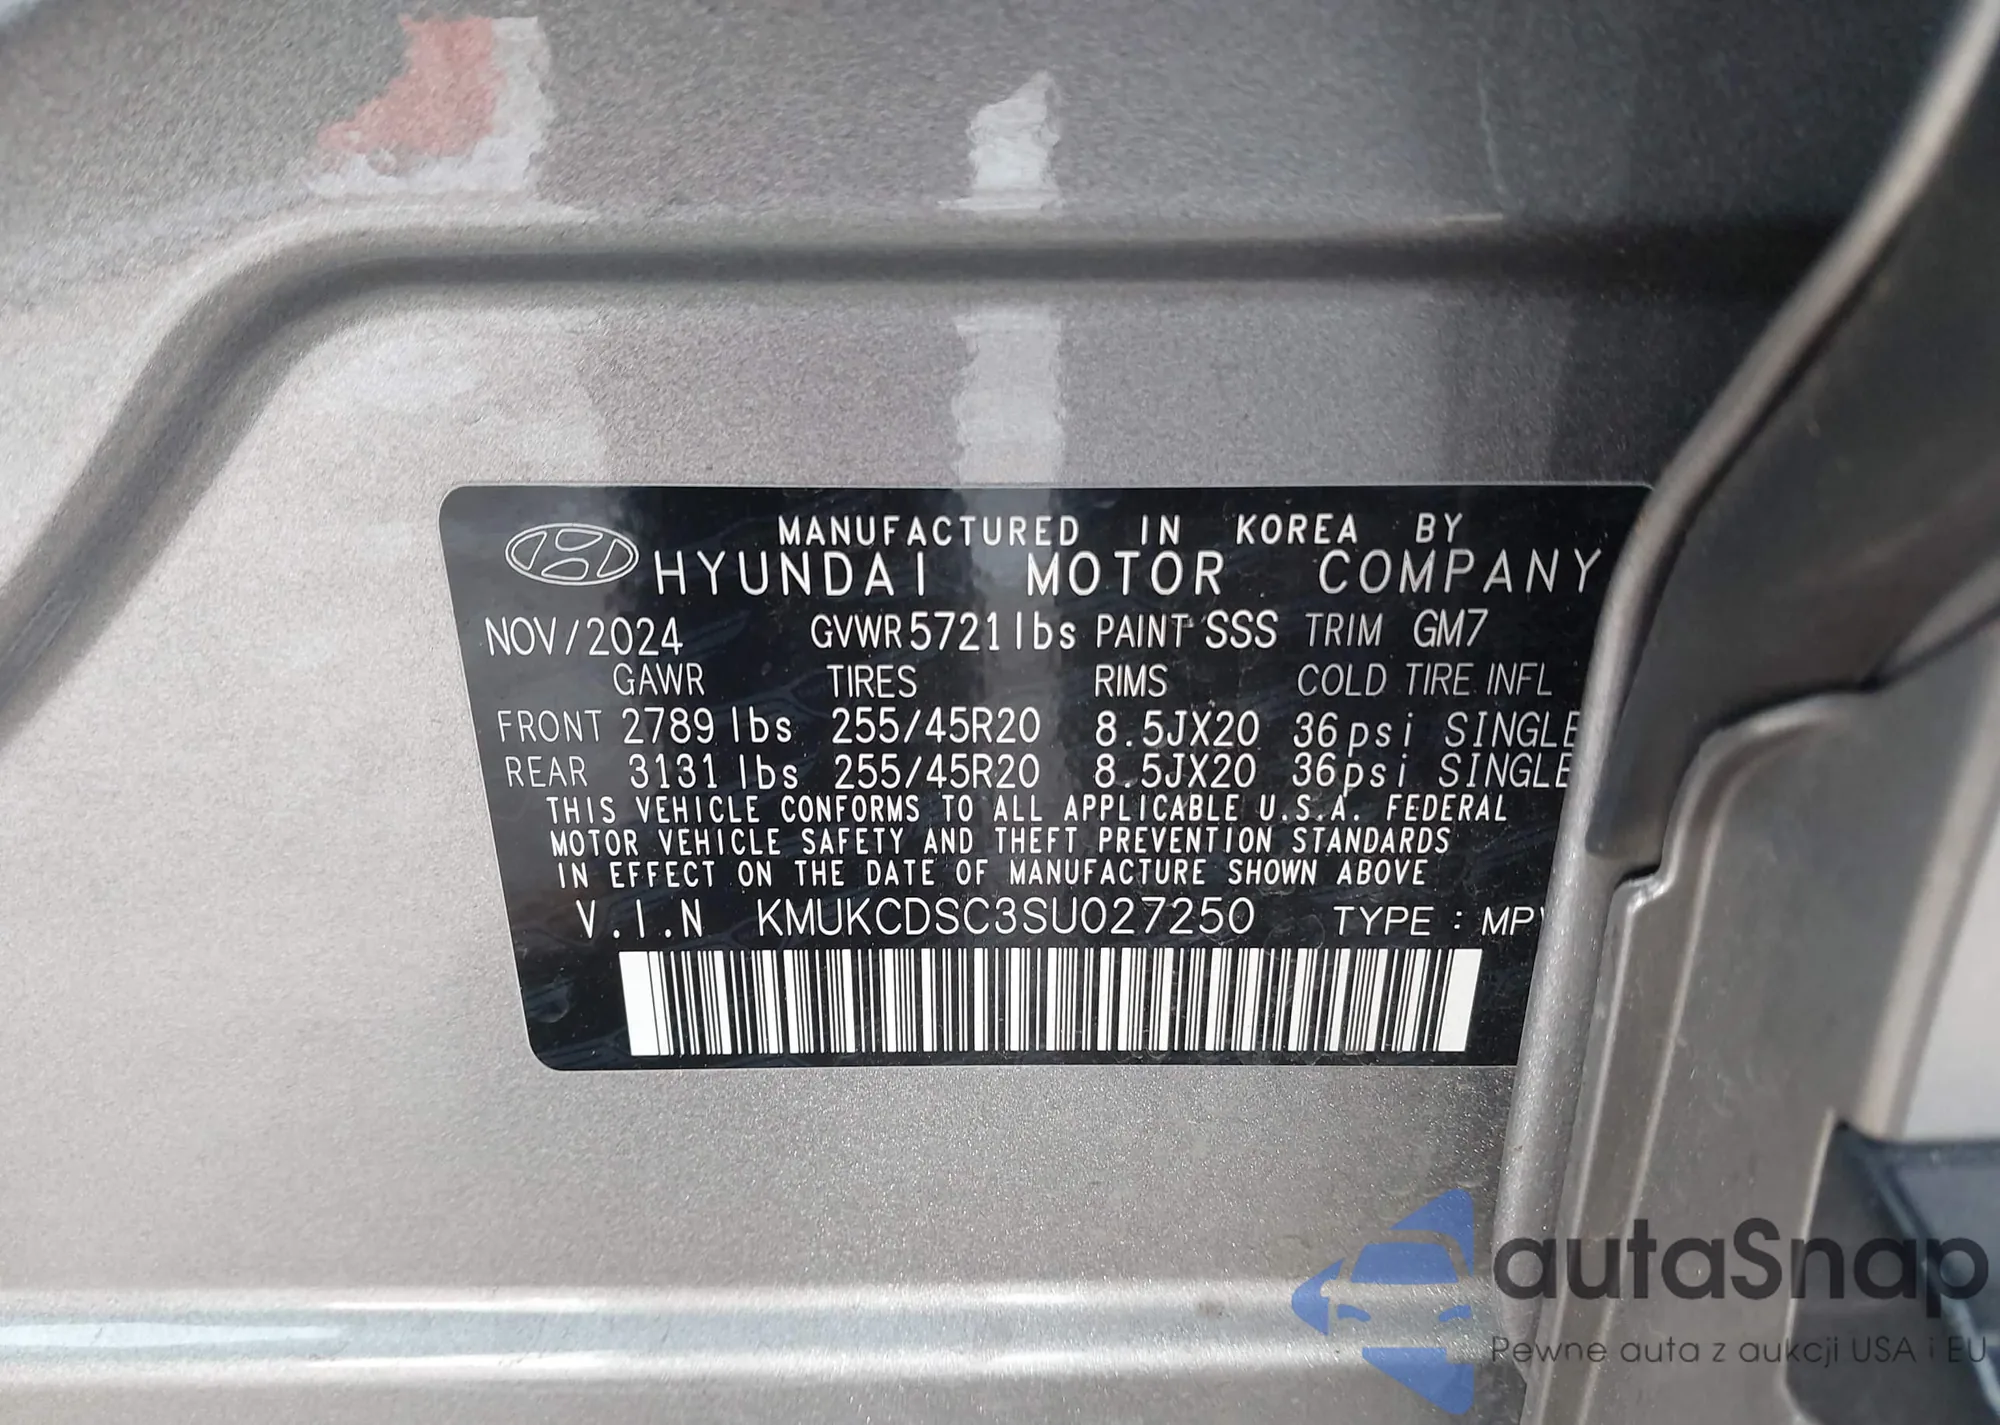 MANUFACTURED IN KOREA BY
HYUNDAI MOTOR COMPANY
NOV/2024 GVWR 5721lbs PAINT SSS TRIM GM7
GAWR TIRES RIMS COLD TIRE INFL
FRONT 2789 lbs 255/45R20 8.5JX20 36psi SINGLE
REAR 3131 lbs 255/45R20 8.5JX20 36psi SINGLE
THIS VEHICLE CONFORMS TO ALL APPLICABLE U.S.A. FEDERAL
MOTOR VEHICLE SAFETY AND THEFT PREVENTION STANDARDS
IN EFFECT ON THE DATE OF MANUFACTURE SHOWN ABOVE
V.I.N KMUKCDSC3SU027250 TYPE : MPV
autaSnap
Pewne auta z aukcji USA i EU